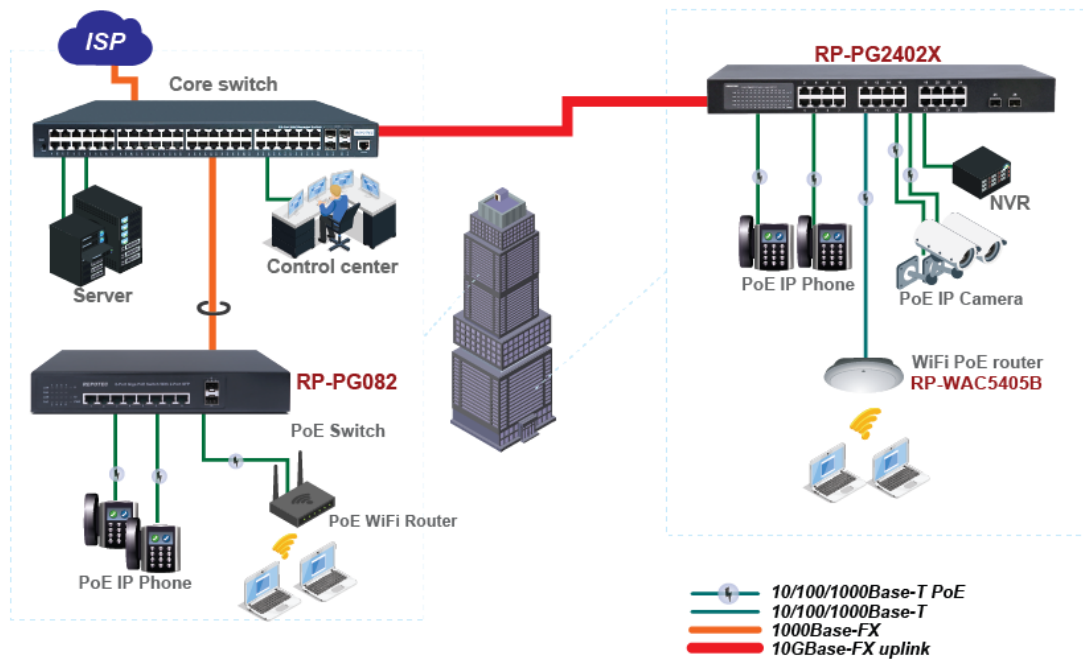 ISP
Core switch
RP-PG2402X
Server
Control center
NVR
PoE IP Phone
PoE IP Camera
WiFi PoE router
RP-WAC5405B
REPOTEC
RP-PG082
PoE Switch
PoE WiFi Router
PoE IP Phone
10/100/1000Base-T PoE
10/100/1000Base-T
1000Base-FX
10GBase-FX uplink